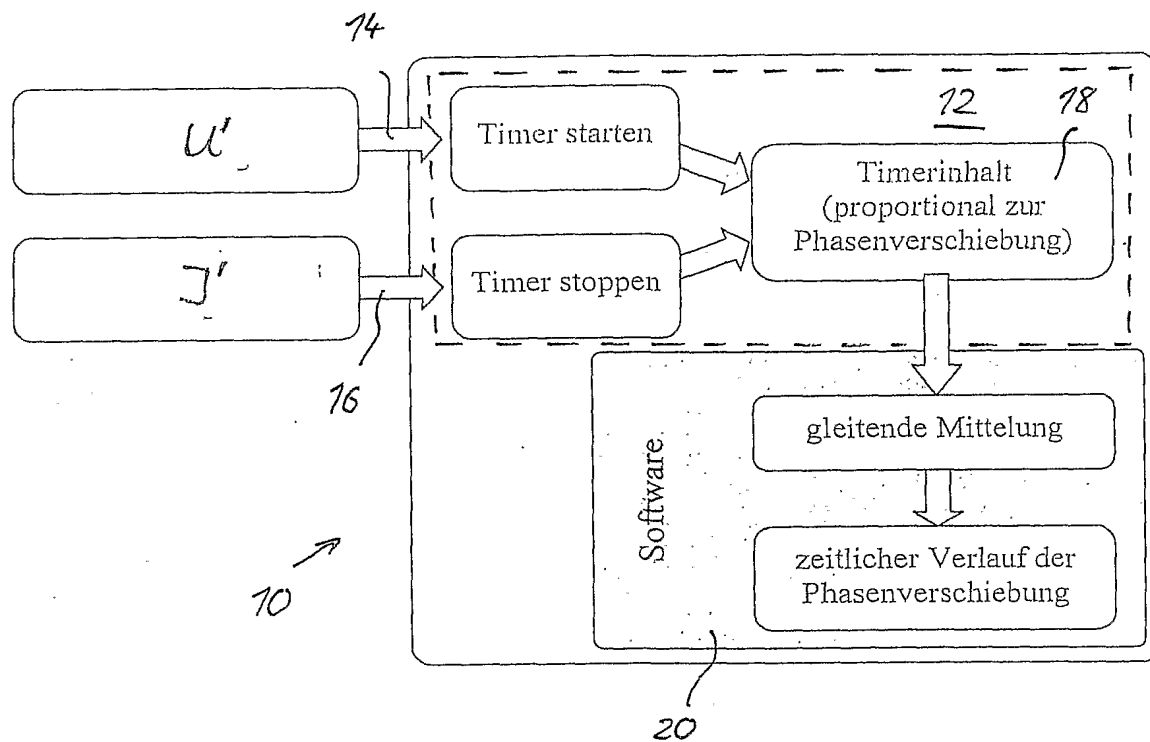 14
U'
Timer starten
12
18
Timerinhalt
(proportional zur
Phasenverschiebung)
J'
Timer stoppen
16
gleitende Mittelung
Software
zeitlicher Verlauf der
Phasenverschiebung
10
20